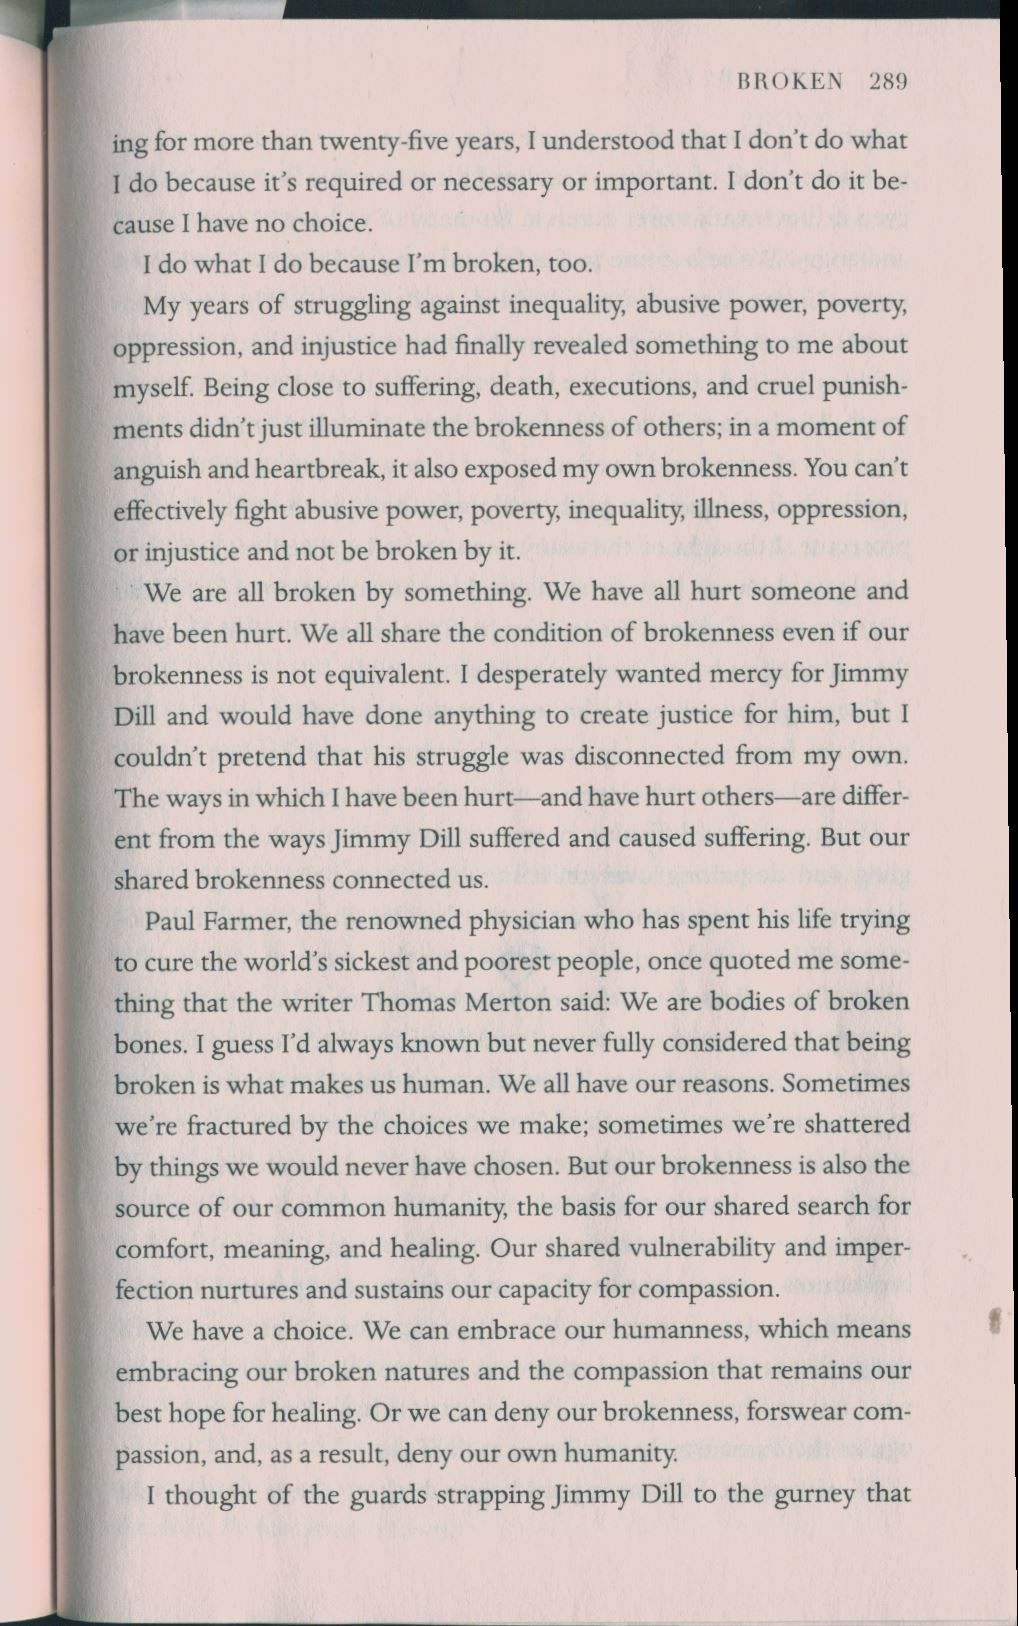 BROKEN 289
ing for more than twenty-five years, I understood that I don't do what
I do because it's required or necessary or important. I don't do it be-
cause I have no choice.
I do what I do because I'm broken, too.
My years of struggling against inequality, abusive power, poverty,
oppression, and injustice had finally revealed something to me about
myself. Being close to suffering, death, executions, and cruel punish-
ments didn't just illuminate the brokenness of others; in a moment of
anguish and heartbreak, it also exposed my own brokenness. You can't
effectively fight abusive power, poverty, inequality, illness, oppression,
or injustice and not be broken by it.
We are all broken by something. We have all hurt someone and
have been hurt. We all share the condition of brokenness even if our
brokenness is not equivalent. I desperately wanted mercy for Jimmy
Dill and would have done anything to create justice for him, but I
couldn't pretend that his struggle was disconnected from my own.
The ways in which I have been hurt—and have hurt others—are differ-
ent from the ways Jimmy Dill suffered and caused suffering. But our
shared brokenness connected us.
Paul Farmer, the renowned physician who has spent his life trying
to cure the world's sickest and poorest people, once quoted me some-
thing that the writer Thomas Merton said: We are bodies of broken
bones. I guess I'd always known but never fully considered that being
broken is what makes us human. We all have our reasons. Sometimes
we're fractured by the choices we make; sometimes we're shattered
by things we would never have chosen. But our brokenness is also the
source of our common humanity, the basis for our shared search for
comfort, meaning, and healing. Our shared vulnerability and imper-
fection nurtures and sustains our capacity for compassion.
We have a choice. We can embrace our humanness, which means
embracing our broken natures and the compassion that remains our
best hope for healing. Or we can deny our brokenness, forswear com-
passion, and, as a result, deny our own humanity.
I thought of the guards strapping Jimmy Dill to the gurney that